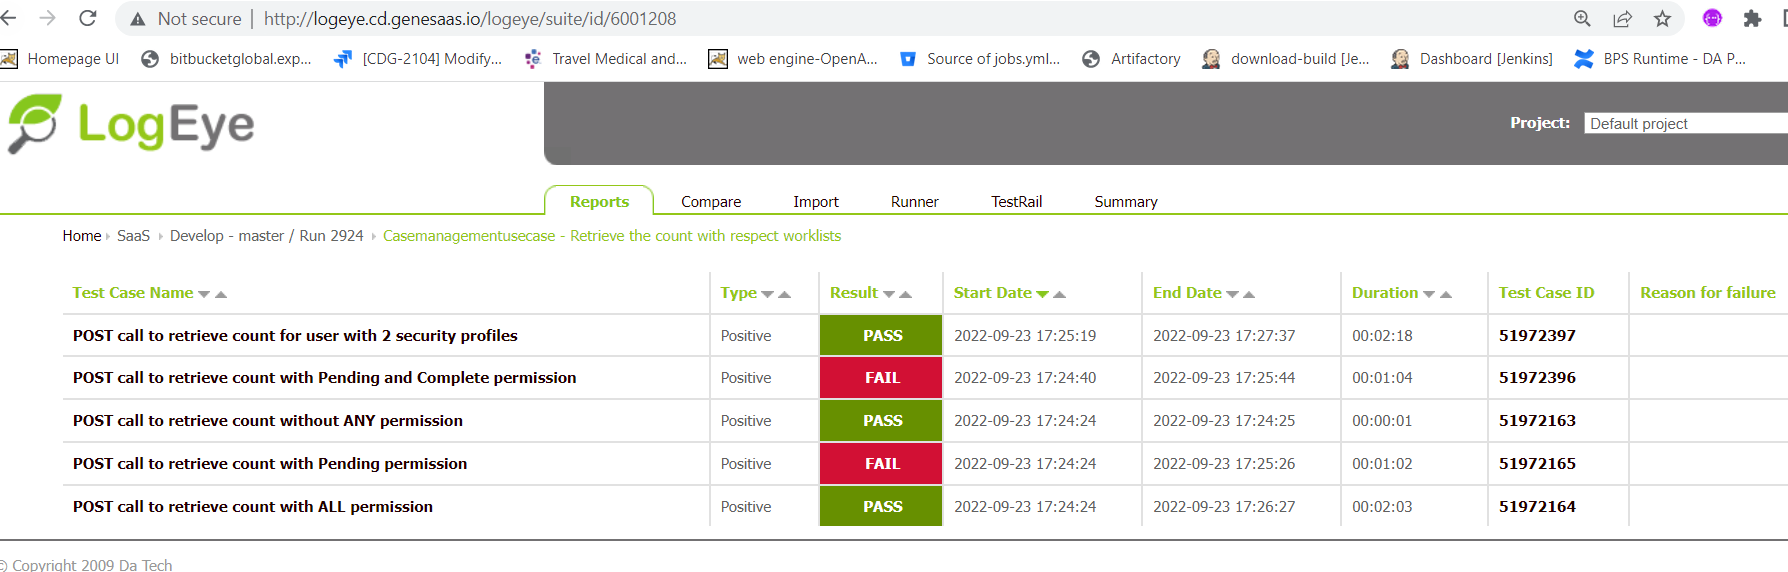 Not secure | http://logeye.cd.genesaas.io/logeye/suite/id/6001208
Homepage UI bitbucketglobal.exp... [CDG-2104] Modify... Travel Medical and... web engine-OpenA... Source of jobs.yml... Artifactory download-build [Je... Dashboard [Jenkins] BPS Runtime - DA P...
LogEye
Project: Default project
Reports Compare Import Runner TestRail Summary
Home SaaS Develop - master / Run 2924 Casemanagementusecase - Retrieve the count with respect worklists
Test Case Name Type Result Start Date End Date Duration Test Case ID Reason for failure
POST call to retrieve count for user with 2 security profiles Positive PASS 2022-09-23 17:25:19 2022-09-23 17:27:37 00:02:18 51972397
POST call to retrieve count with Pending and Complete permission Positive FAIL 2022-09-23 17:24:40 2022-09-23 17:25:44 00:01:04 51972396
POST call to retrieve count without ANY permission Positive PASS 2022-09-23 17:24:24 2022-09-23 17:24:25 00:00:01 51972163
POST call to retrieve count with Pending permission Positive FAIL 2022-09-23 17:24:24 2022-09-23 17:25:26 00:01:02 51972165
POST call to retrieve count with ALL permission Positive PASS 2022-09-23 17:24:24 2022-09-23 17:26:27 00:02:03 51972164
© Copyright 2009 Da Tech